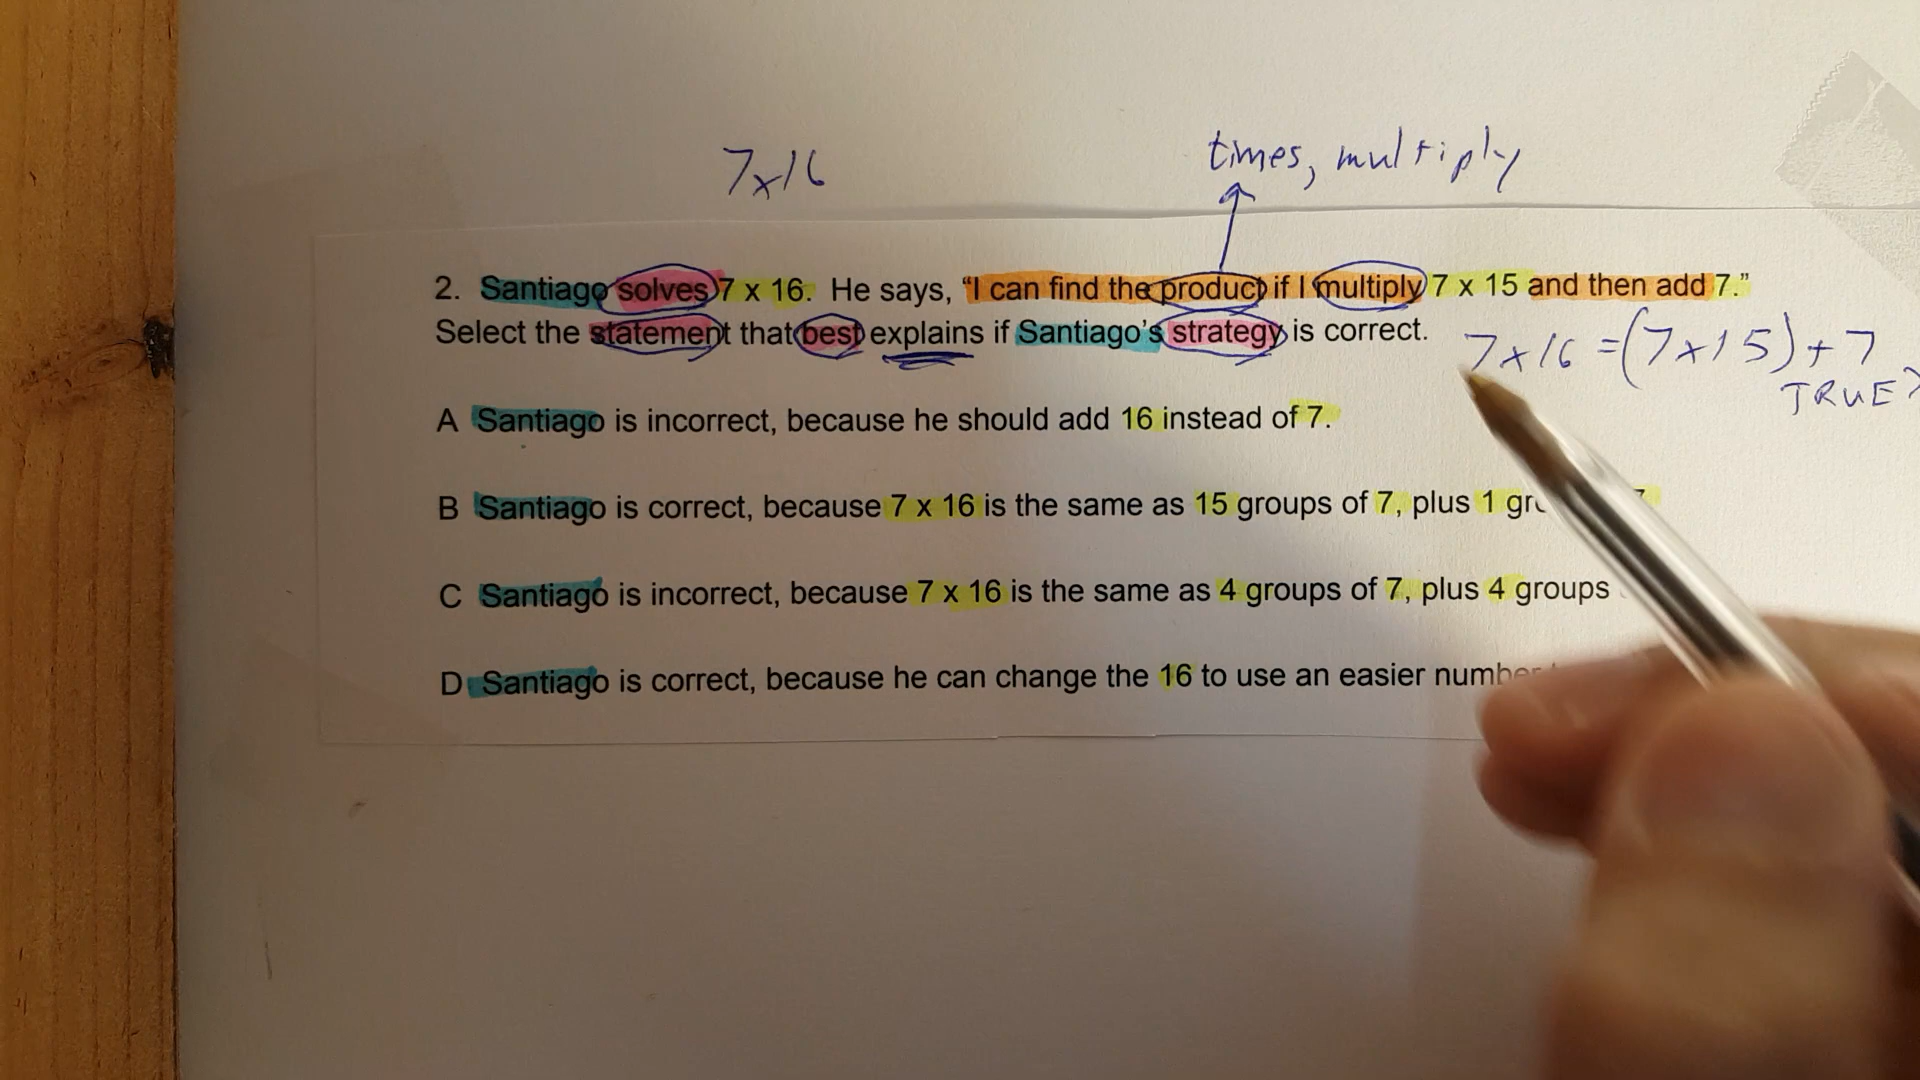 7x16
times, multiply
2. Santiago solves 7 x 16. He says, “I can find the product if I multiply 7 x 15 and then add 7.”
Select the statement that best explains if Santiago’s strategy is correct.
7x16 = (7x15) + 7
TRUE
A Santiago is incorrect, because he should add 16 instead of 7.
B Santiago is correct, because 7 x 16 is the same as 15 groups of 7, plus 1
C Santiago is incorrect, because 7 x 16 is the same as 4 groups of 7, plus 4 groups
D Santiago is correct, because he can change the 16 to use an easier number